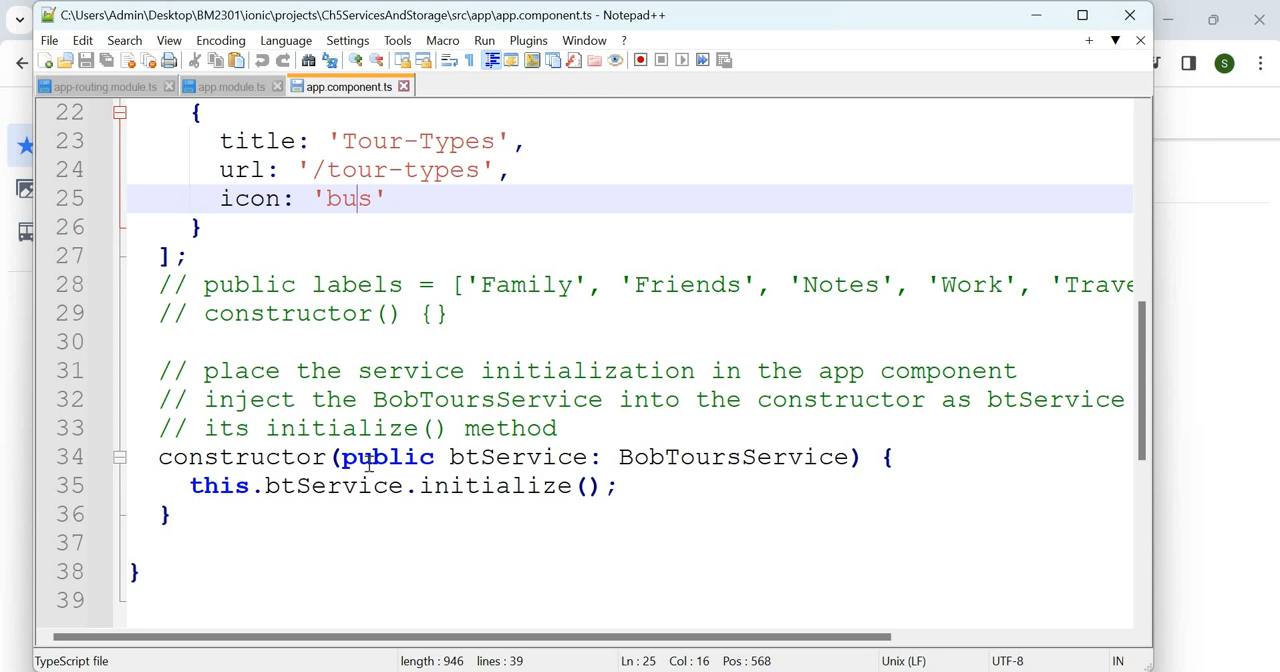 C:\Users\Admin\Desktop\BM2301\ionic\projects\Ch5ServicesAndStorage\src\app\app.component.ts - Notepad++
File Edit Search View Encoding Language Settings Tools Macro Run Plugins Window ?
app-routing.module.ts app.module.ts app.component.ts
S
22 {
23 title: 'Tour-Types',
24 url: '/tour-types',
25 icon: 'bus'
26 }
27 ];
28 // public labels = ['Family', 'Friends', 'Notes', 'Work', 'Trave
29 // constructor() {}
30
31 // place the service initialization in the app component
32 // inject the BobToursService into the constructor as btService
33 // its initialize() method
34 constructor(public btService: BobToursService) {
35 this.btService.initialize();
36 }
37
38 }
39
TypeScript file length : 946 lines : 39 Ln : 25 Col : 16 Pos : 568 Unix (LF) UTF-8 IN